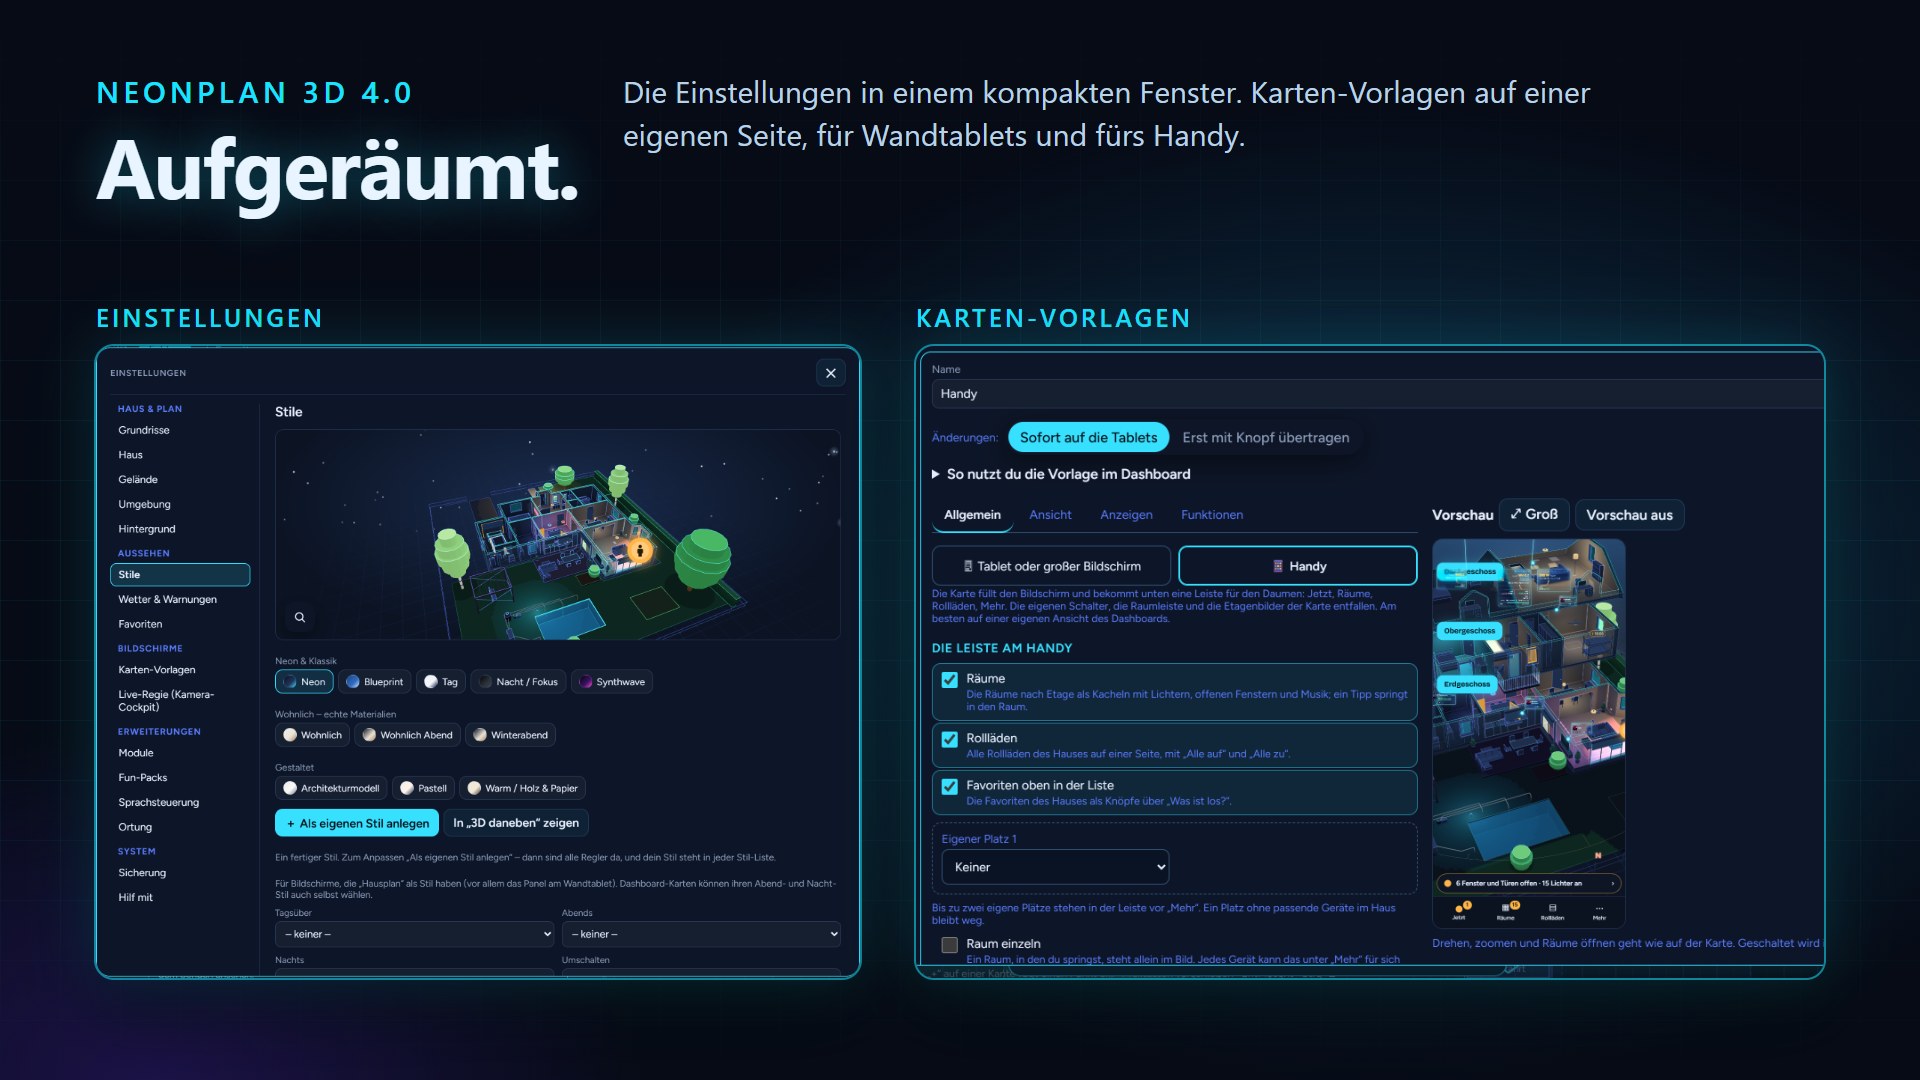 NEONPLAN 3D 4.0
Aufgeräumt.
Die Einstellungen in einem kompakten Fenster. Karten-Vorlagen auf einer
eigenen Seite, für Wandtablets und fürs Handy.
EINSTELLUNGEN
EINSTELLUNGEN
HAUS & PLAN
Grundrisse
Haus
Gelände
Umgebung
Hintergrund
AUSSEHEN
Stile
Wetter & Warnungen
Favoriten
BILDSCHIRME
Karten-Vorlagen
Live-Regie (Kamera-
Cockpit)
ERWEITERUNGEN
Module
Fun-Packs
Sprachsteuerung
Ortung
SYSTEM
Sicherung
Hilf mit
Stile
Neon & Klassik
Neon Blueprint Tag Nacht / Fokus Synthwave
Wohnlich – echte Materialien
Wohnlich Wohnlich Abend Winterabend
Gestaltet
Architekturmodell Pastell Warm / Holz & Papier
+ Als eigenen Stil anlegen In „3D daneben“ zeigen
Ein fertiger Stil. Zum Anpassen „Als eigenen Stil anlegen“ – dann sind alle Regler da, und dein Stil steht in jeder Stil-Liste.
Für Bildschirme, die „Hausplan“ als Stil haben (vor allem das Panel am Wandtablet). Dashboard-Karten können ihren Abend- und Nacht-
Stil auch selbst wählen.
Tagsüber Abends
– keiner – – keiner –
Nachts Umschalten
KARTEN-VORLAGEN
Name
Handy
Änderungen: Sofort auf die Tablets Erst mit Knopf übertragen
So nutzt du die Vorlage im Dashboard
Allgemein Ansicht Anzeigen Funktionen
Tablet oder großer Bildschirm Handy
Die Karte füllt den Bildschirm und bekommt unten eine Leiste für den Daumen: Jetzt, Räume,
Rollläden, Mehr. Die eigenen Schalter, die Raumleiste und die Etagenbilder der Karte entfallen. Am
besten auf einer eigenen Ansicht des Dashboards.
DIE LEISTE AM HANDY
Räume
Die Räume nach Etage als Kacheln mit Lichtern, offenen Fenstern und Musik; ein Tipp springt
in den Raum.
Rollläden
Alle Rollläden des Hauses auf einer Seite, mit „Alle auf“ und „Alle zu“.
Favoriten oben in der Liste
Die Favoriten des Hauses als Knöpfe über „Was ist los?“.
Eigener Platz 1
Keiner
Bis zu zwei eigene Plätze stehen in der Leiste vor „Mehr“. Ein Platz ohne passende Geräte im Haus
bleibt weg.
Raum einzeln
Ein Raum, in den du springst, steht allein im Bild. Jedes Gerät kann das unter „Mehr“ für sich
Vorschau Groß Vorschau aus
Obergeschoss
Erdgeschoss
N
6 Fenster und Türen offen · 15 Lichter an
15
Jetzt Räume Rollläden Mehr
Drehen, zoomen und Räume öffnen geht wie auf der Karte. Geschaltet wird